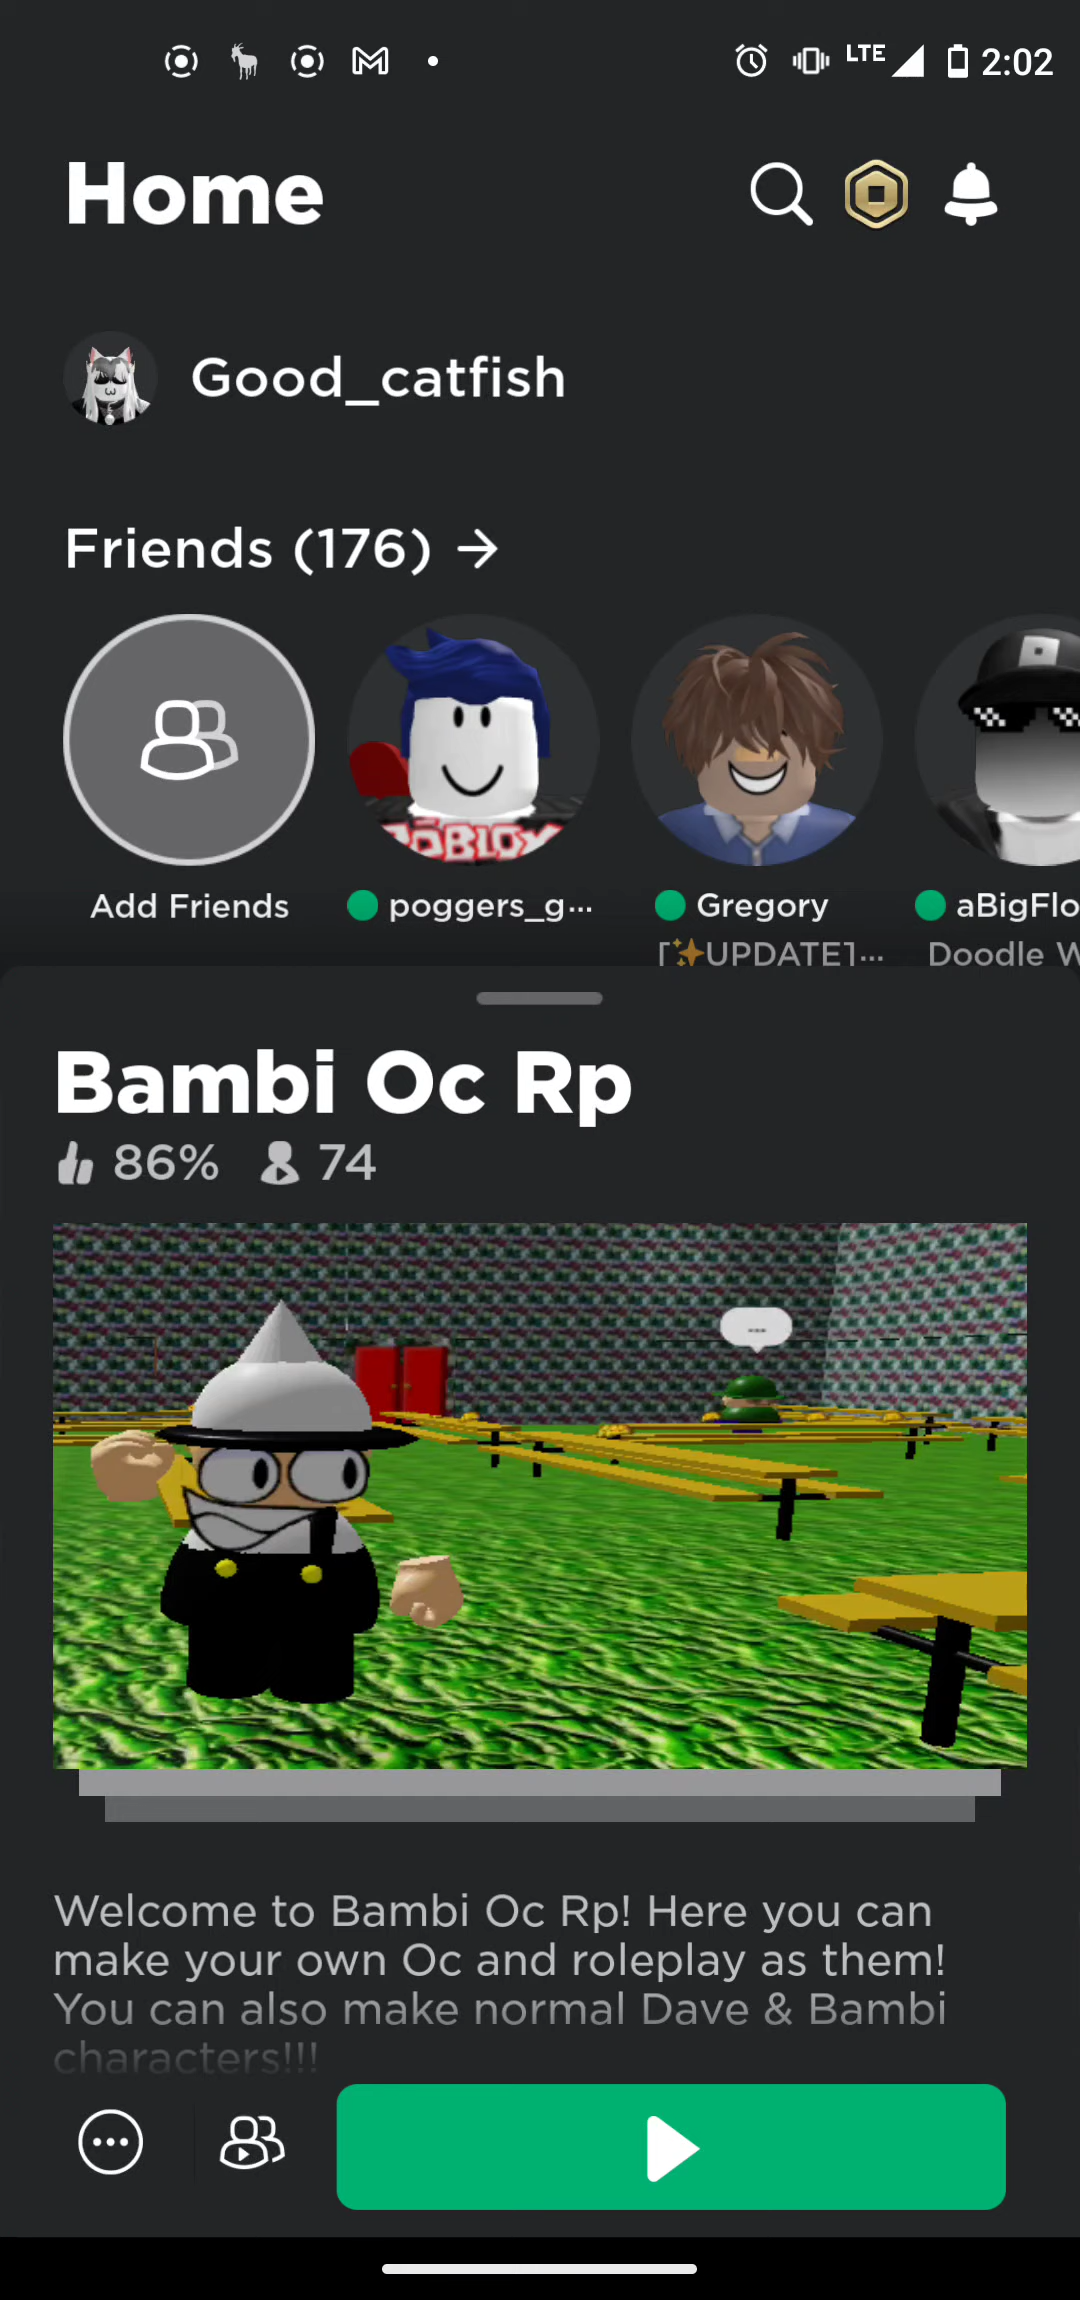 LTE 2:02
Home
Good_catfish
Friends (176) →
ROBLOX
Add Friends
poggers_g...
Gregory
aBigFlo
[✨UPDATE]...
Doodle W
Bambi Oc Rp
86% 74
...
Welcome to Bambi Oc Rp! Here you can
make your own Oc and roleplay as them!
You can also make normal Dave & Bambi
characters!!!